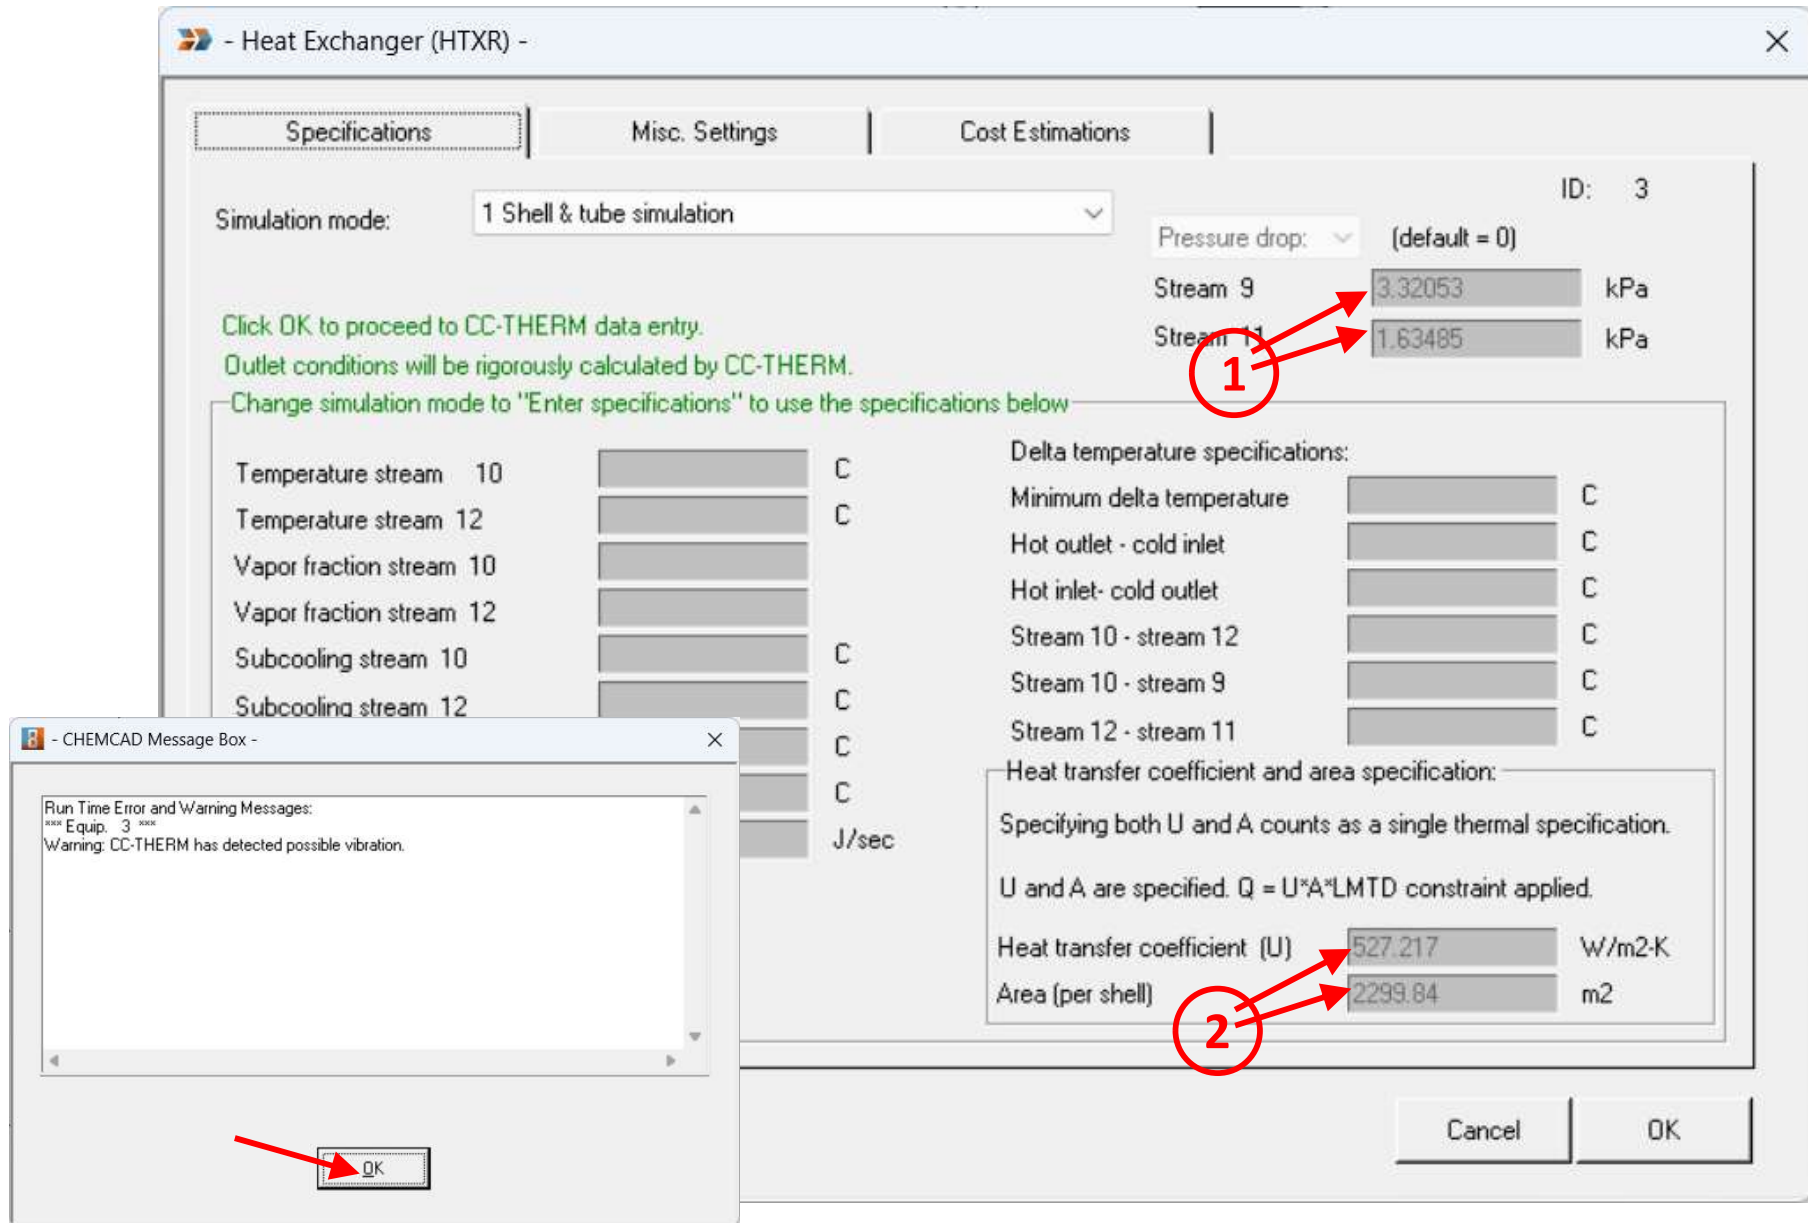 - Heat Exchanger (HTXR) -
Specifications
Misc. Settings
Cost Estimations
ID: 3
Simulation mode:
1 Shell & tube simulation
Pressure drop:
(default = 0)
Stream 9
3.32053
kPa
Click OK to proceed to CC-THERM data entry.
Stream 11
1.63485
kPa
1
Outlet conditions will be rigorously calculated by CC-THERM.
Change simulation mode to "Enter specifications" to use the specifications below
Temperature stream 10
C
Temperature stream 12
C
Vapor fraction stream 10
Vapor fraction stream 12
Subcooling stream 10
C
Subcooling stream 12
C
C
C
J/sec
Delta temperature specifications:
Minimum delta temperature
C
Hot outlet - cold inlet
C
Hot inlet- cold outlet
C
Stream 10 - stream 12
C
Stream 10 - stream 9
C
Stream 12 - stream 11
C
Heat transfer coefficient and area specification:
Specifying both U and A counts as a single thermal specification.
U and A are specified. Q = U*A*LMTD constraint applied.
Heat transfer coefficient (U)
527.217
W/m2-K
Area (per shell)
2299.84
m2
2
Cancel
OK
- CHEMCAD Message Box -
Run Time Error and Warning Messages:
*** Equip. 3 ***
Warning: CC-THERM has detected possible vibration.
OK